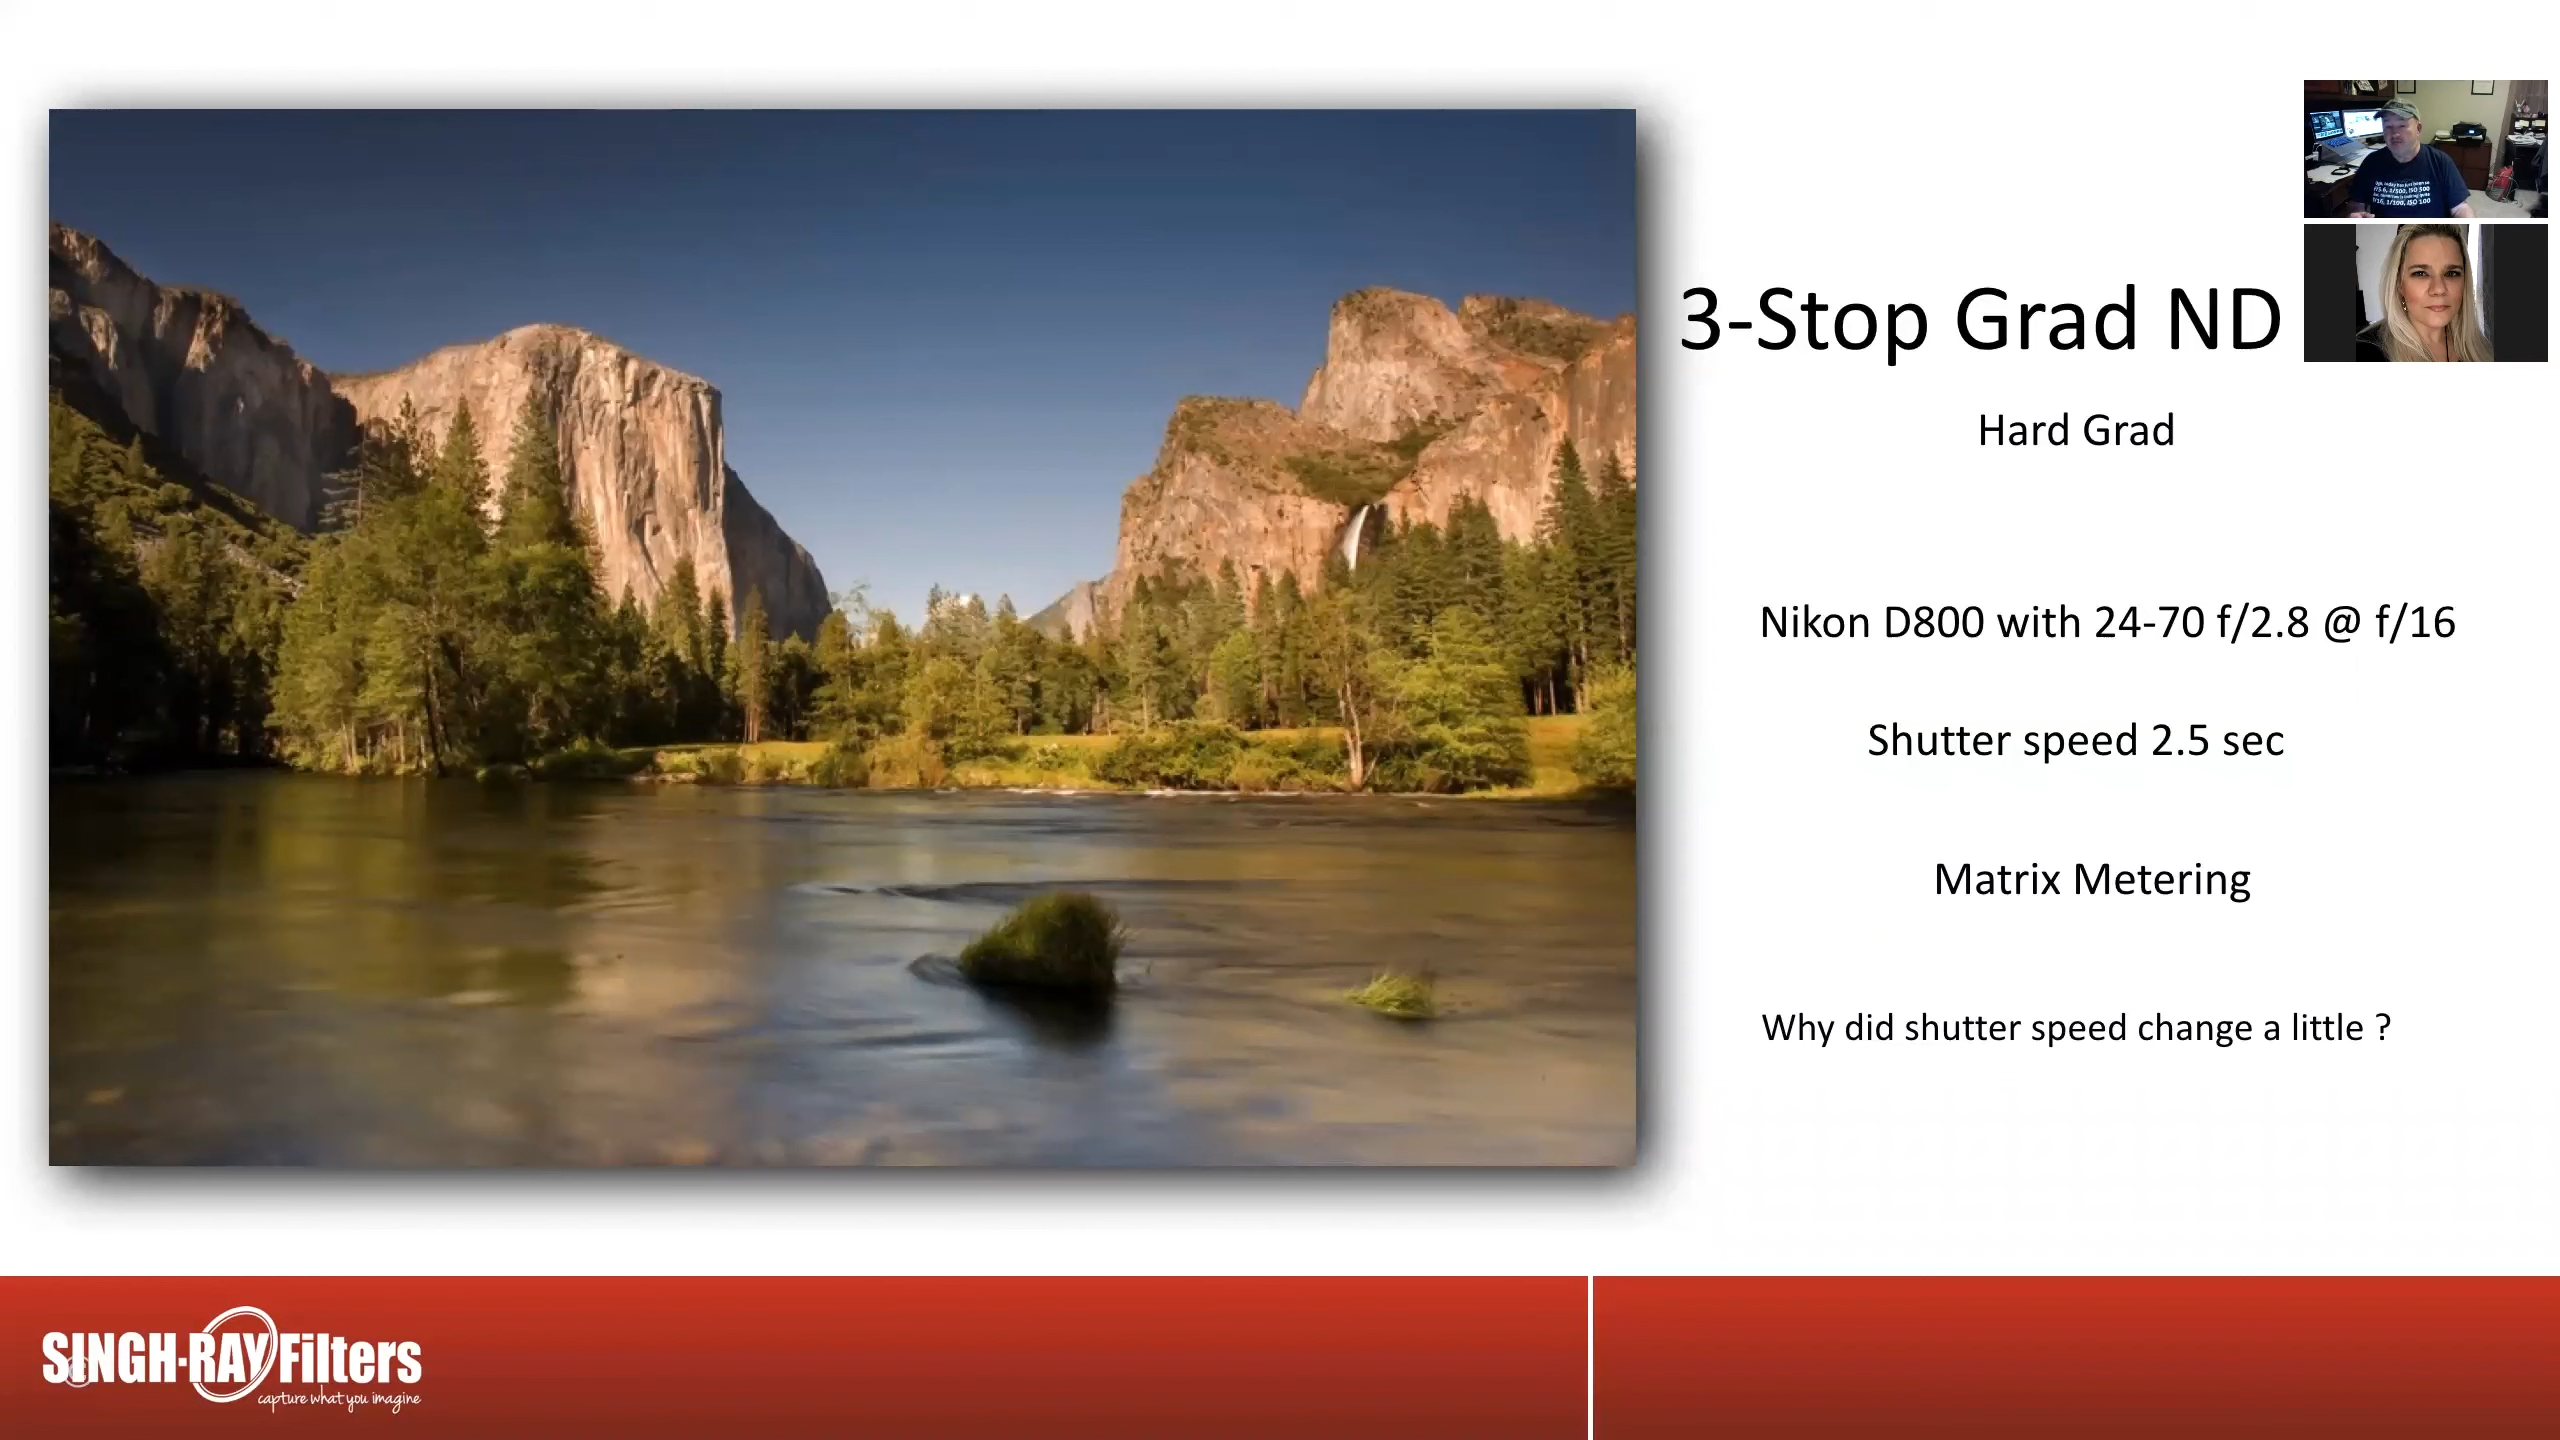 3-Stop Grad ND
Hard Grad
Nikon D800 with 24-70 f/2.8 @ f/16
Shutter speed 2.5 sec
Matrix Metering
Why did shutter speed change a little ?
SINGH-RAY Filters
capture what you imagine